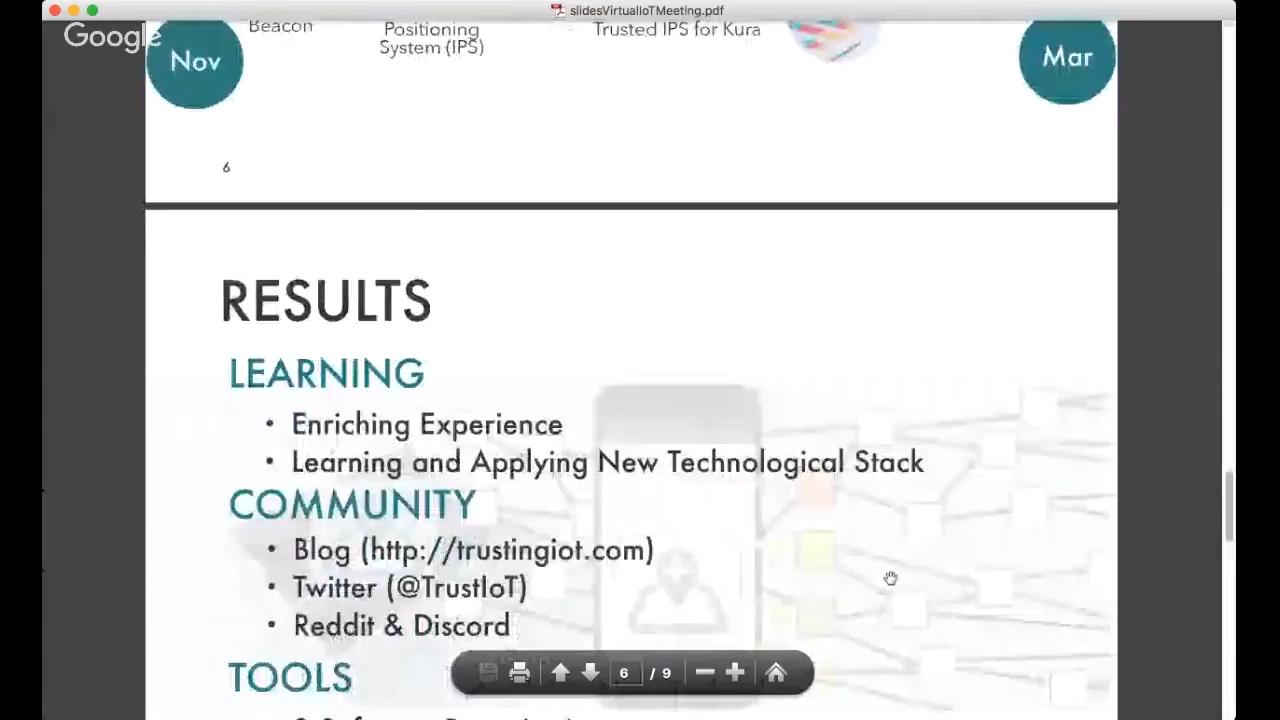 slidesVirtualIoTMeeting.pdf
Google
Beacon
Positioning
System (IPS)
Trusted IPS for Kura
Nov
Mar
6
RESULTS
LEARNING
• Enriching Experience
• Learning and Applying New Technological Stack
COMMUNITY
• Blog (http://trustingiot.com)
• Twitter (@TrustIoT)
• Reddit & Discord
TOOLS
6 / 9